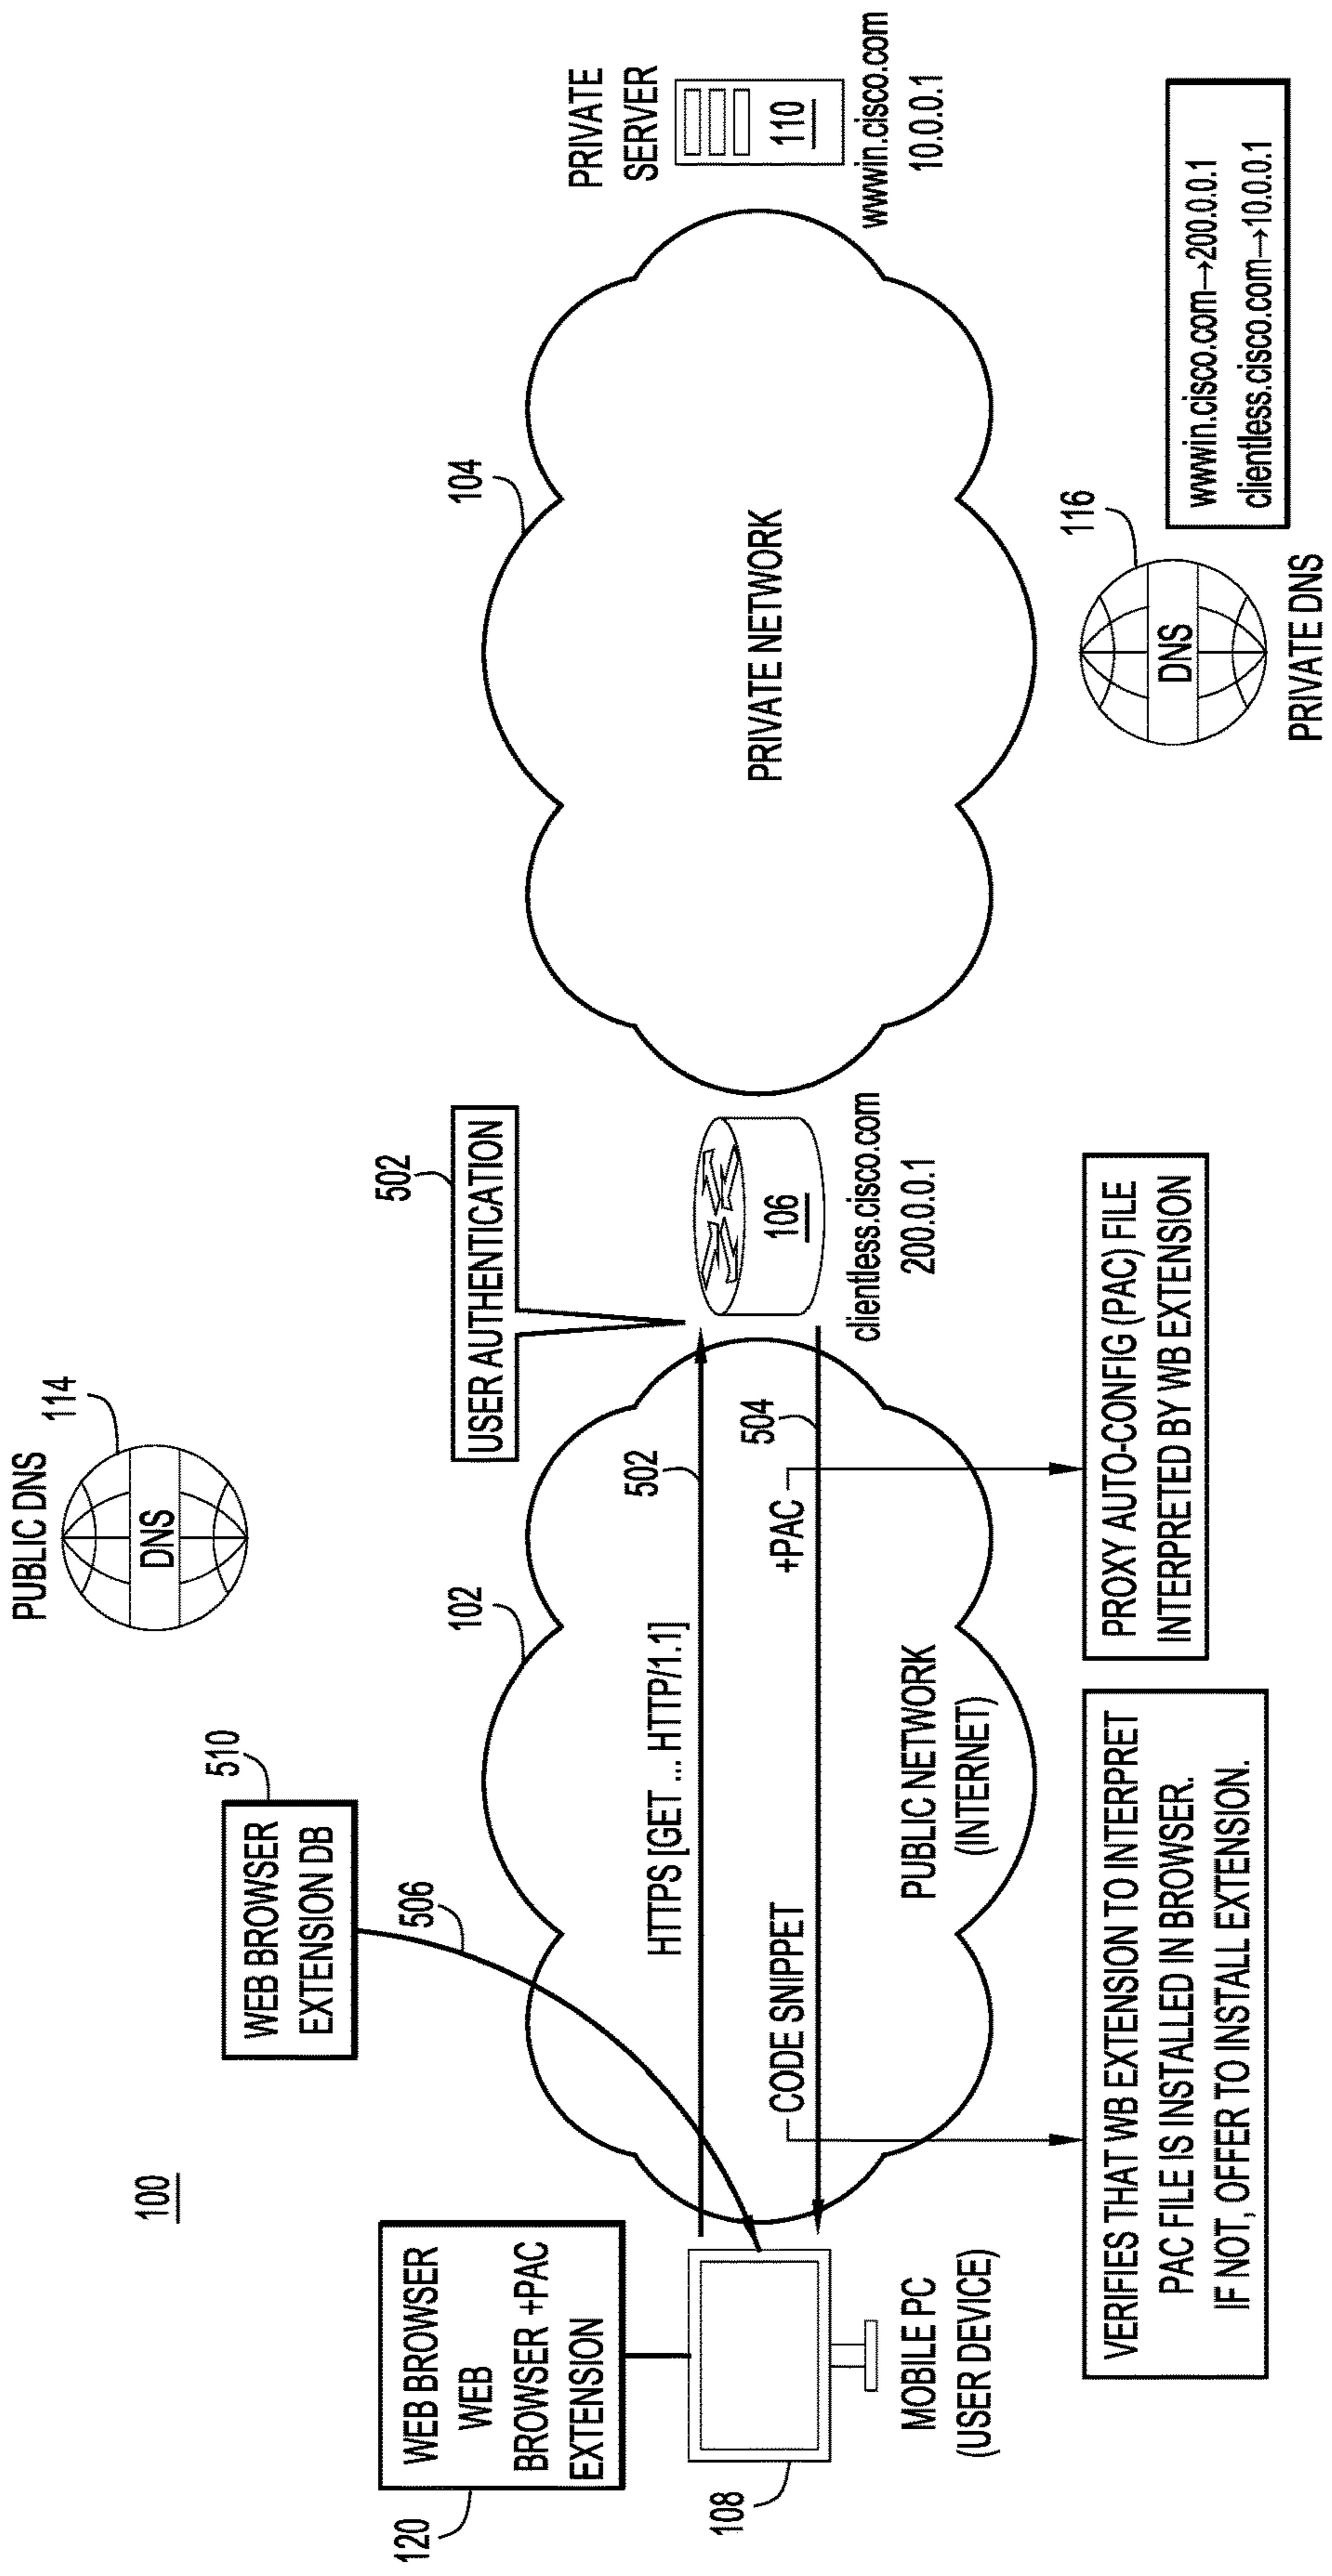 100
PUBLIC DNS
DNS
114
WEB BROWSER
EXTENSION DB
510
506
WEB BROWSER
WEB
BROWSER +PAC
EXTENSION
120
108
MOBILE PC
(USER DEVICE)
102
HTTPS [GET ... HTTP/1.1]
502
USER AUTHENTICATION
502
CODE SNIPPET
+PAC
504
PUBLIC NETWORK
(INTERNET)
VERIFIES THAT WB EXTENSION TO INTERPRET
PAC FILE IS INSTALLED IN BROWSER.
IF NOT, OFFER TO INSTALL EXTENSION.
PROXY AUTO-CONFIG (PAC) FILE
INTERPRETED BY WB EXTENSION
106
clientless.cisco.com
200.0.0.1
104
PRIVATE NETWORK
PRIVATE
SERVER
110
wwwin.cisco.com
10.0.0.1
116
DNS
PRIVATE DNS
wwwin.cisco.com→200.0.0.1
clientless.cisco.com→10.0.0.1